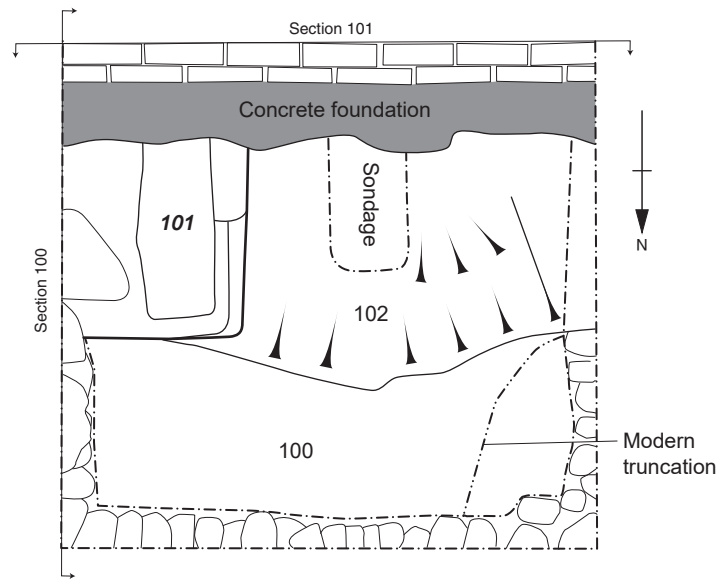 Section 101
Concrete foundation
101
Sondage
N
Section 100
102
100
Modern
truncation